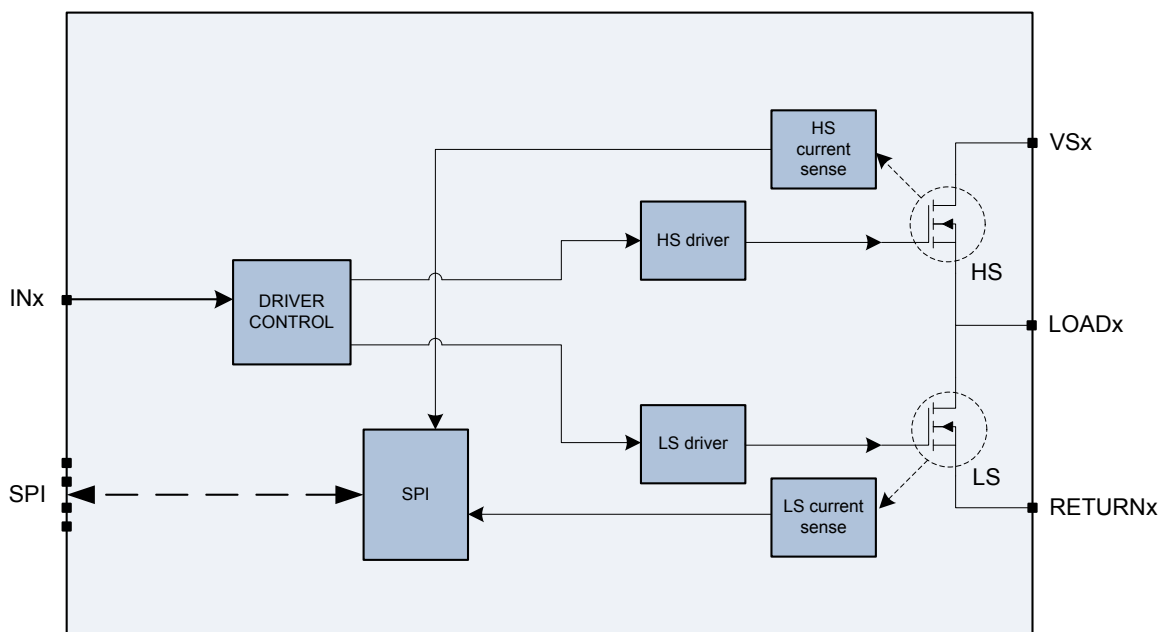 HS
current
sense
VSx
HS driver
HS
INx
DRIVER
CONTROL
LOADx
LS driver
LS
SPI
SPI
LS current
sense
RETURNx